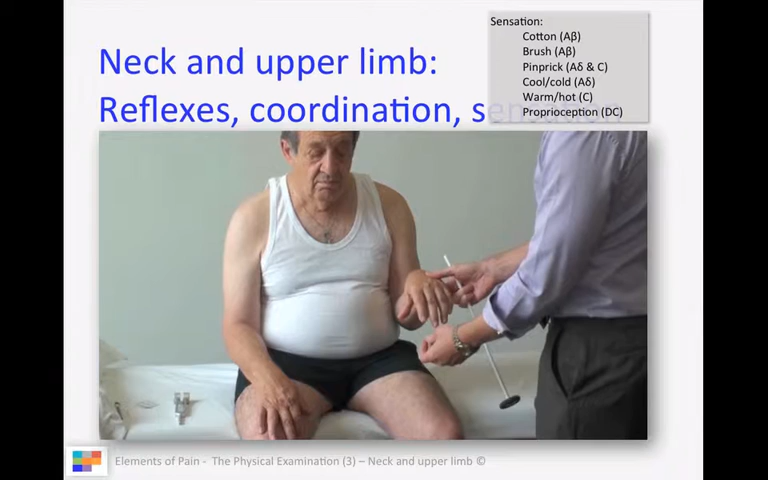 Neck and upper limb:
Reflexes, coordination, sensation
Sensation:
Cotton (Aβ)
Brush (Aβ)
Pinprick (Aδ & C)
Cool/cold (Aδ)
Warm/hot (C)
Proprioception (DC)
Elements of Pain - The Physical Examination (3) – Neck and upper limb ©